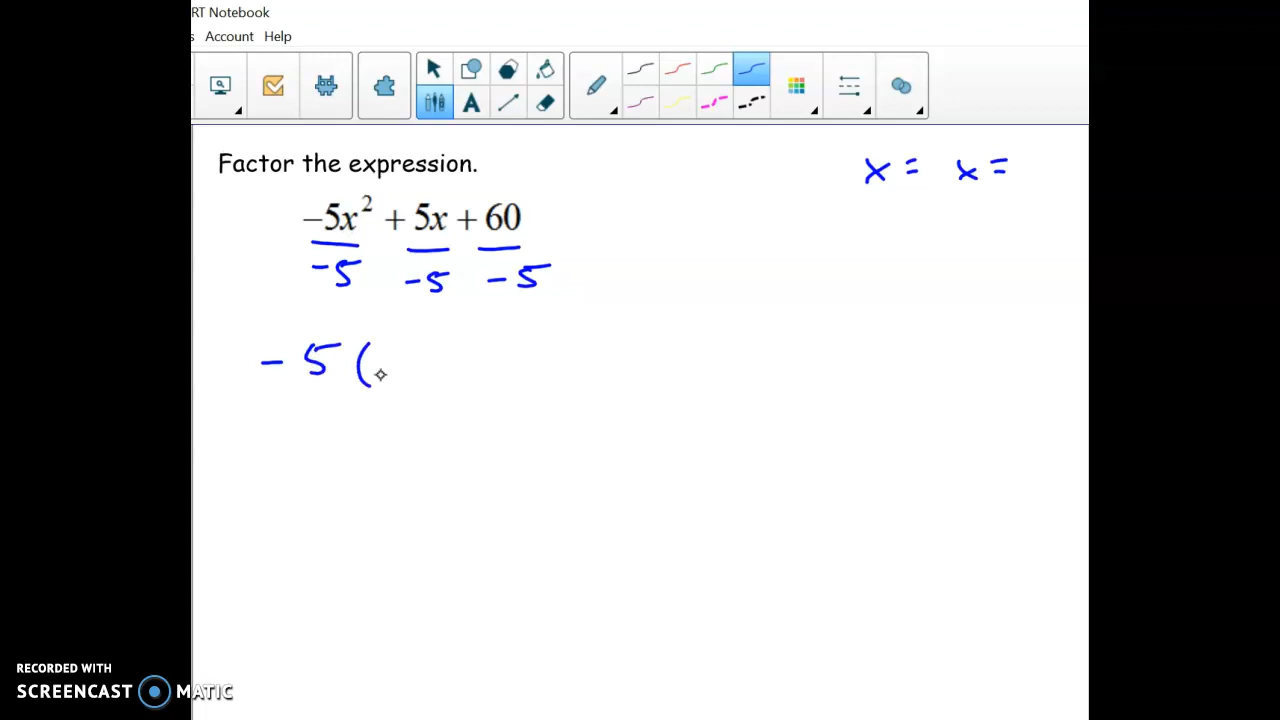 RT Notebook
s Account Help
Factor the expression.
x = x =
−5x² + 5x + 60
-5 -5 -5
- 5 (
RECORDED WITH
SCREENCAST MATIC